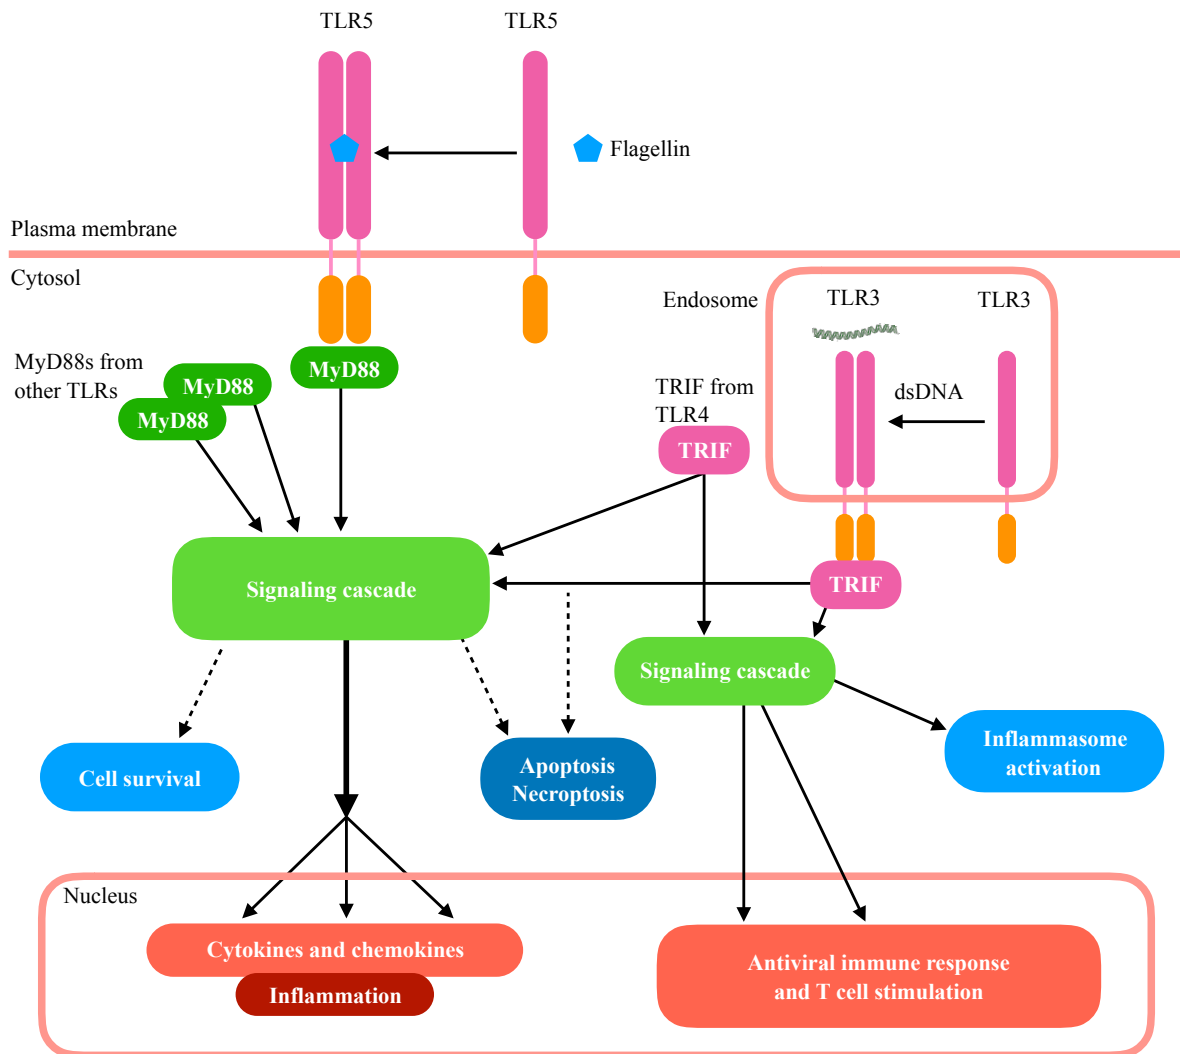 TLR5
TLR5
Flagellin
Plasma membrane
Cytosol
Endosome
TLR3
TLR3
MyD88s from
other TLRs
MyD88
MyD88
MyD88
TRIF from
TLR4
dsDNA
TRIF
Signaling cascade
TRIF
Signaling cascade
Cell survival
Apoptosis
Necroptosis
Inflammasome
activation
Nucleus
Cytokines and chemokines
Inflammation
Antiviral immune response
and T cell stimulation